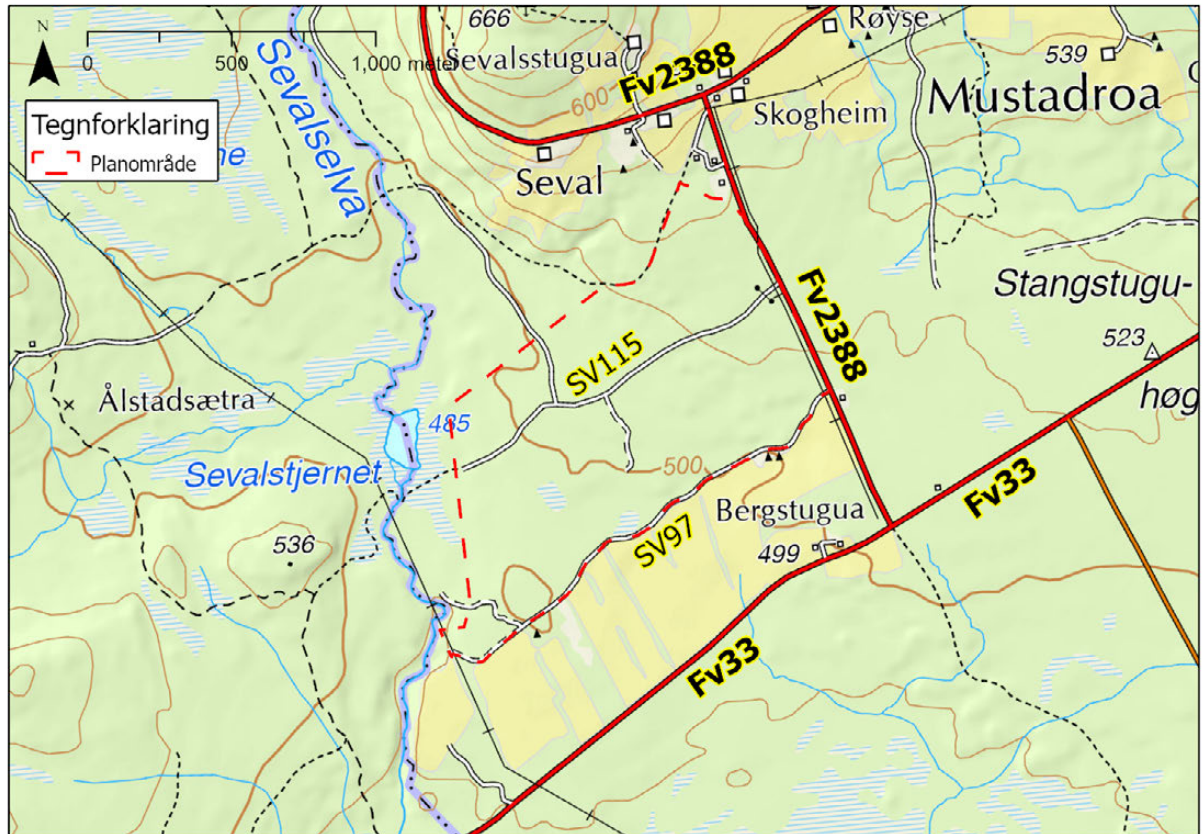 N
0 500 1,000 meter
Tegnforklaring
Planområde
666
Sevalsstugua
Sevalselva
600
Fv2388
Røyse
539
Mustadroa
Skogheim
Seval
Fv2388
Stangstugu-
høg
523
SV115
Ålstadsætra
485
Sevalstjernet
500
Bergstugua
499
Fv33
SV97
536
Fv33